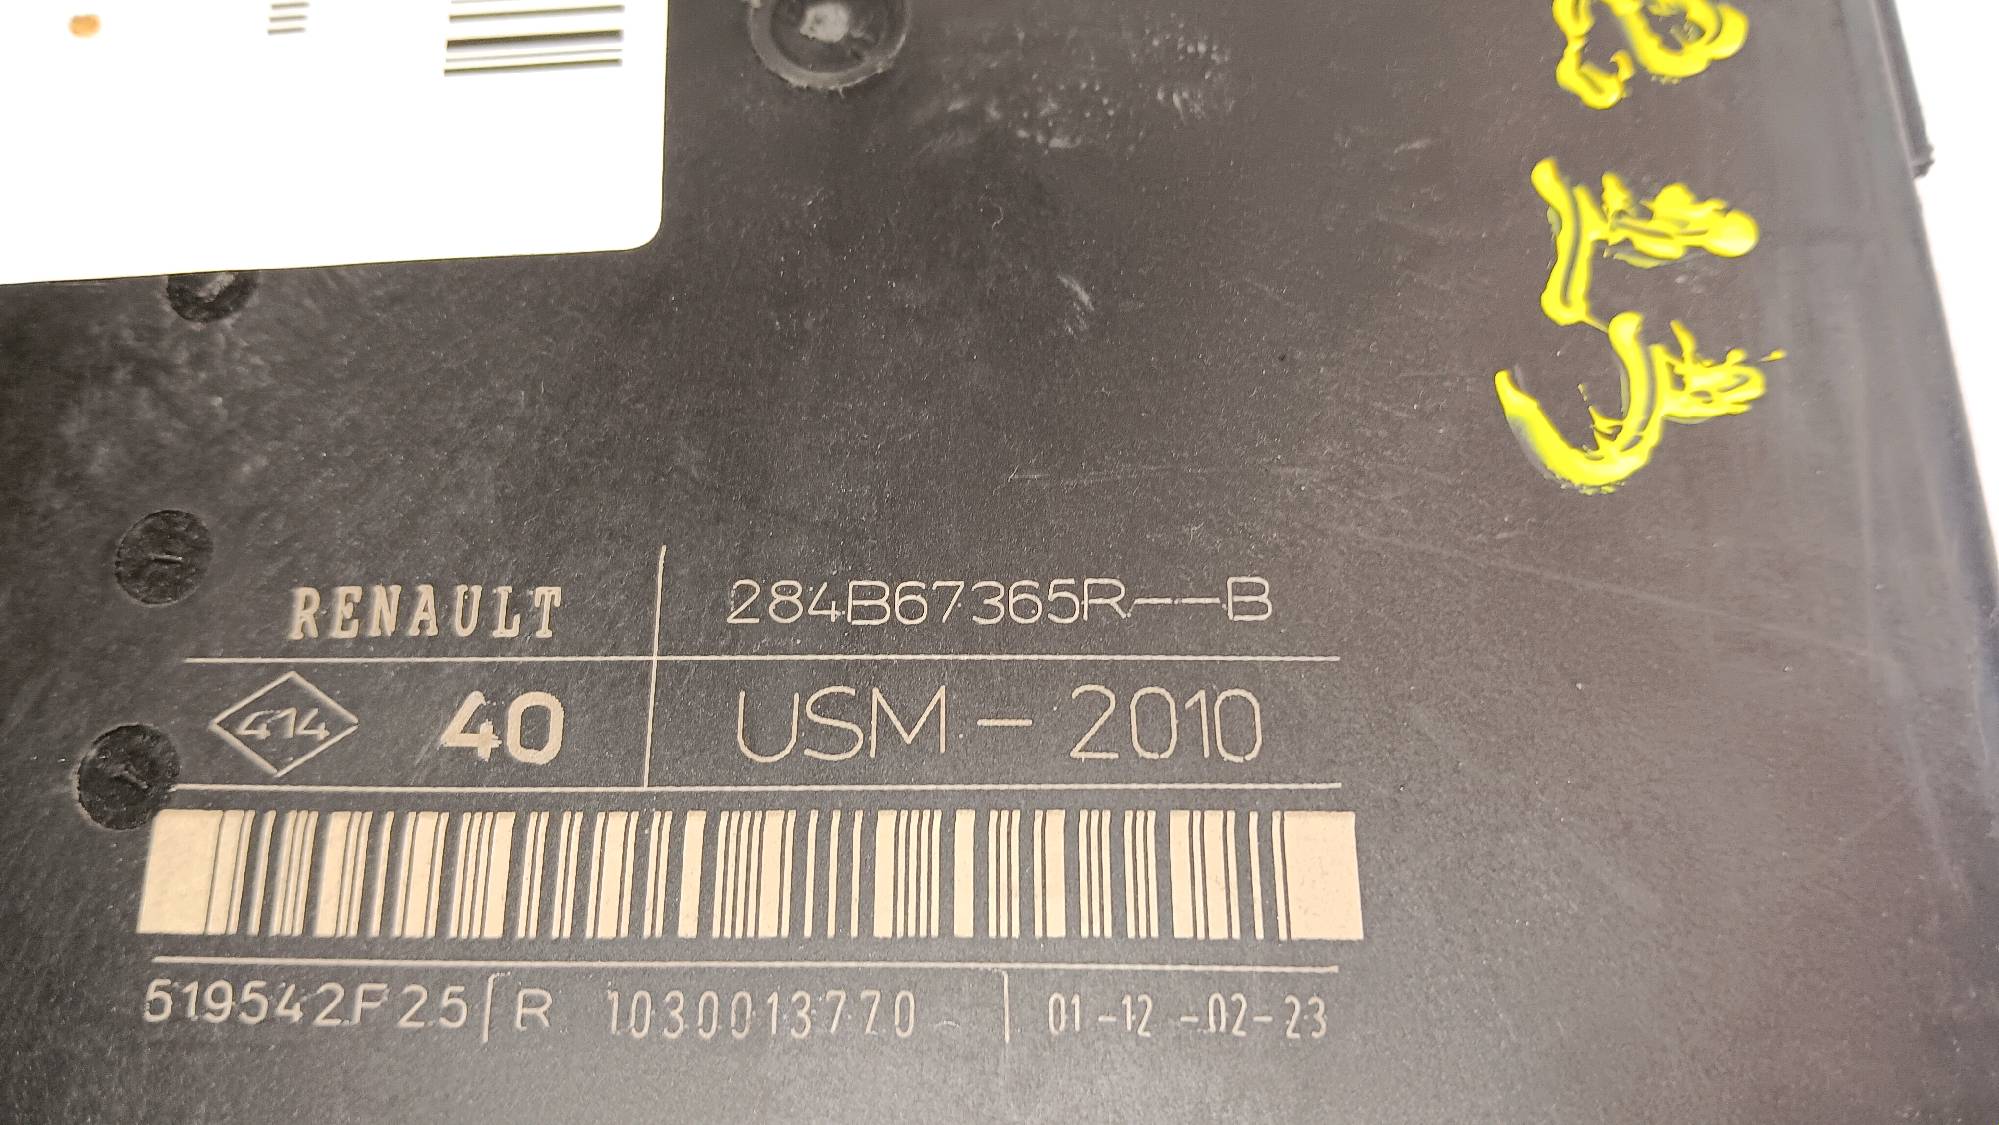 RENAULT 284B67365R--B
414 40 USM - 2010
519542F25 R 1030013770 01-12-02-23